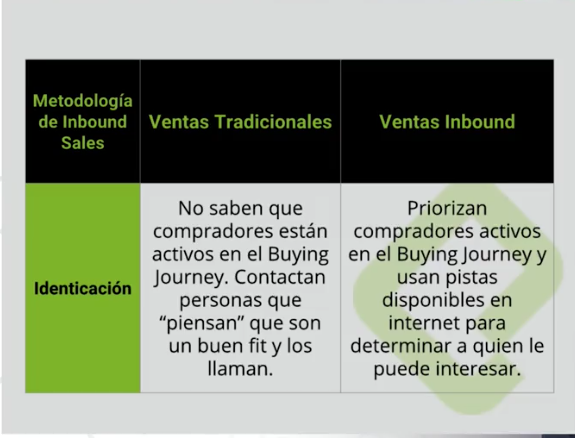 Metodología
de Inbound
Sales
Ventas Tradicionales
Ventas Inbound
Identicación
No saben que
compradores están
activos en el Buying
Journey. Contactan
personas que
“piensan” que son
un buen fit y los
llaman.
Priorizan
compradores activos
en el Buying Journey y
usan pistas
disponibles en
internet para
determinar a quien le
puede interesar.